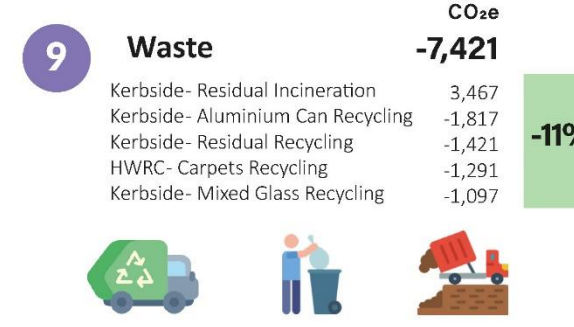 CO₂e
9 Waste -7,421
Kerbside- Residual Incineration 3,467
Kerbside- Aluminium Can Recycling -1,817
Kerbside- Residual Recycling -1,421
-11%
HWRC- Carpets Recycling -1,291
Kerbside- Mixed Glass Recycling -1,097